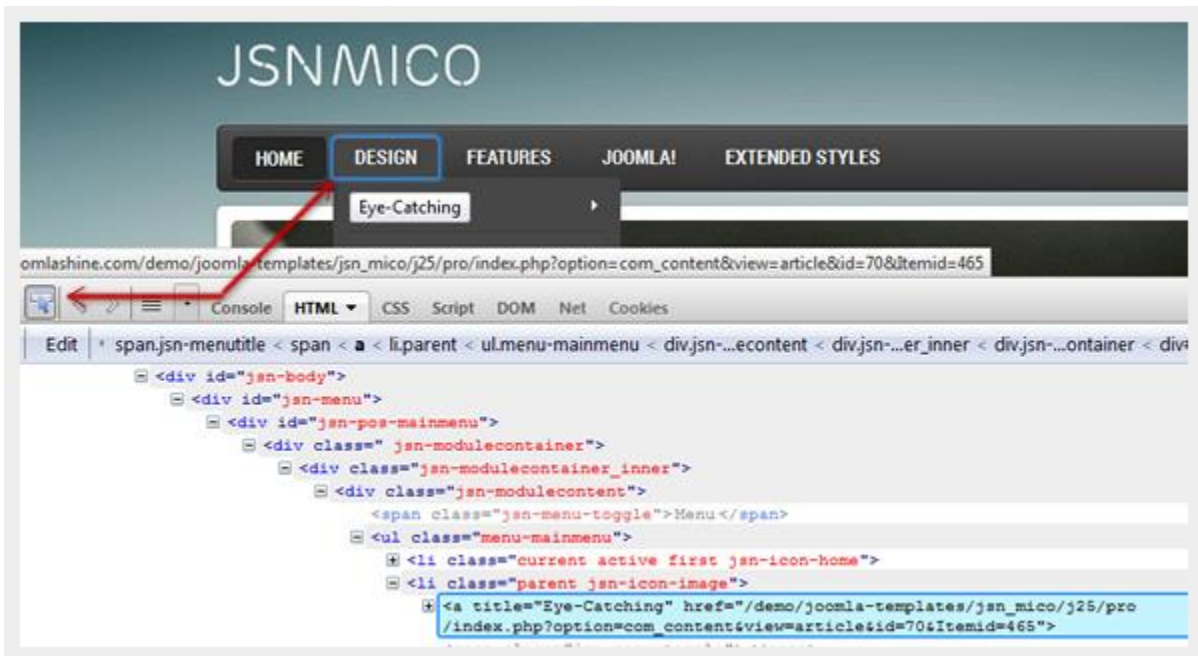 JSNMICO
HOME DESIGN FEATURES JOOMLA! EXTENDED STYLES
Eye-Catching
omlashine.com/demo/joomla-templates/jsn_mico/j25/pro/index.php?option=com_content&view=article&id=70&Itemid=465
Console HTML CSS Script DOM Net Cookies
Edit span.jsn-menutitle < span < a < li.parent < ul.menu-mainmenu < div.jsn-...econtent < div.jsn-...er_inner < div.jsn-...ontainer < div
<div id="jsn-body">
<div id="jsn-menu">
<div id="jsn-pos-mainmenu">
<div class=" jsn-modulecontainer">
<div class="jsn-modulecontainer_inner">
<div class="jsn-modulecontent">
<span class="jsn-menu-toggle">Menu</span>
<ul class="menu-mainmenu">
<li class="current active first jsn-icon-home">
<li class="parent jsn-icon-image">
<a title="Eye-Catching" href="/demo/joomla-templates/jsn_mico/j25/pro
/index.php?option=com_content&view=article&id=70&Itemid=465">